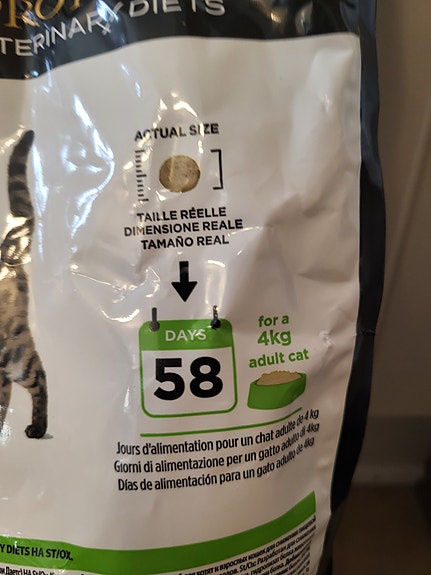 PRO
TERINARY DIETS
ACTUAL SIZE
TAILLE RÉELLE
DIMENSIONE REALE
TAMAÑO REAL
DAYS
58
for a
4kg
adult cat
Jours d'alimentation pour un chat adulte de 4 kg
Giorni di alimentazione per un gatto adulto di 4kg
Días de alimentación para un gato adulto de 4kg
Y DIETS HA ST/OX